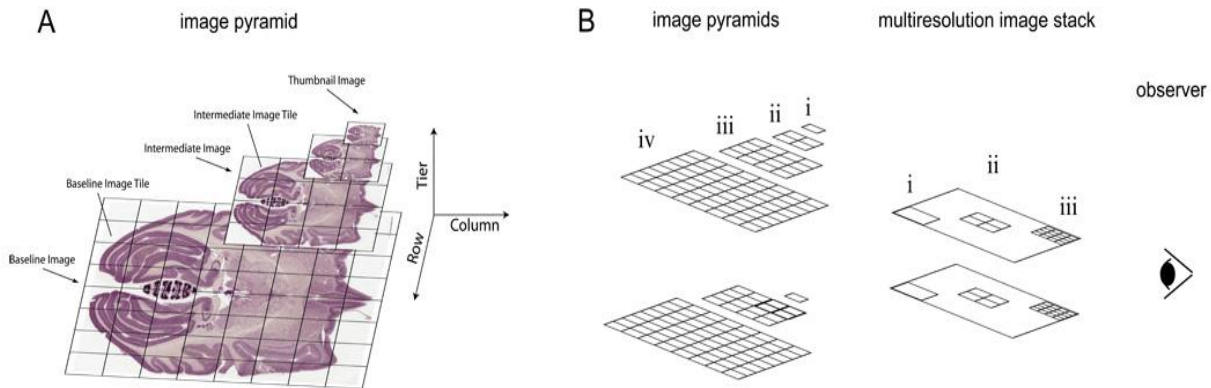 A
image pyramid
Thumbnail Image
Intermediate Image Tile
Intermediate Image
Baseline Image Tile
Baseline Image
Tier
Column
Row
B
image pyramids
multiresolution image stack
observer
i
ii
iii
iv
i
ii
iii